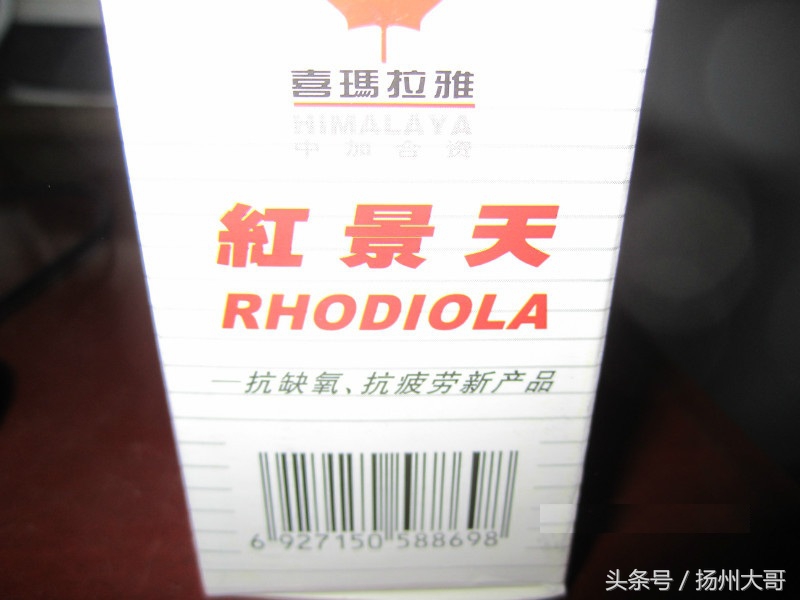 喜瑪拉雅
HIMALAYA
中加合资
紅景天
RHODIOLA
—抗缺氧、抗疲劳新产品
6 927150 588698
头条号 / 扬州大哥